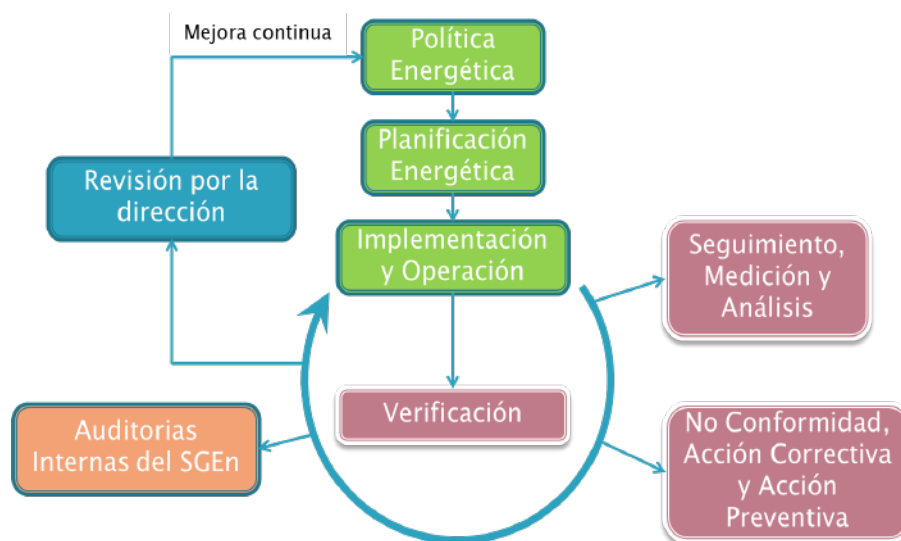 Mejora continua
Política
Energética
Planificación
Energética
Revisión por la
dirección
Implementación
y Operación
Seguimiento,
Medición y
Análisis
Verificación
Auditorias
Internas del SGEn
No Conformidad,
Acción Correctiva
y Acción
Preventiva